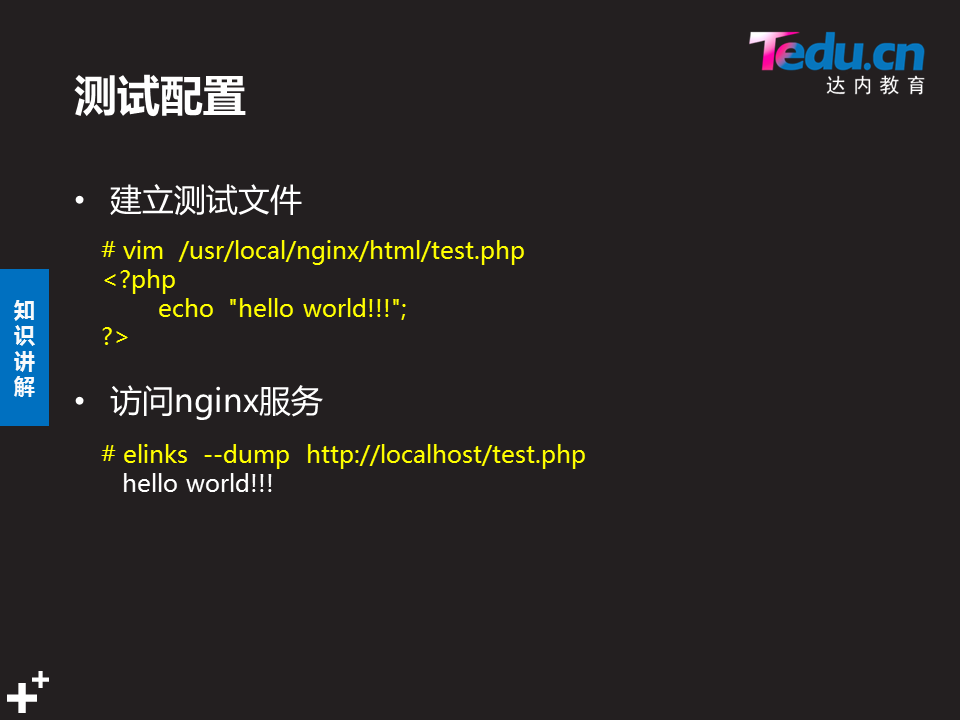 Tedu.cn
达内教育
测试配置
• 建立测试文件
# vim  /usr/local/nginx/html/test.php
<?php
        echo  "hello world!!!";
?>
知识讲解
• 访问nginx服务
# elinks  --dump  http://localhost/test.php
hello world!!!